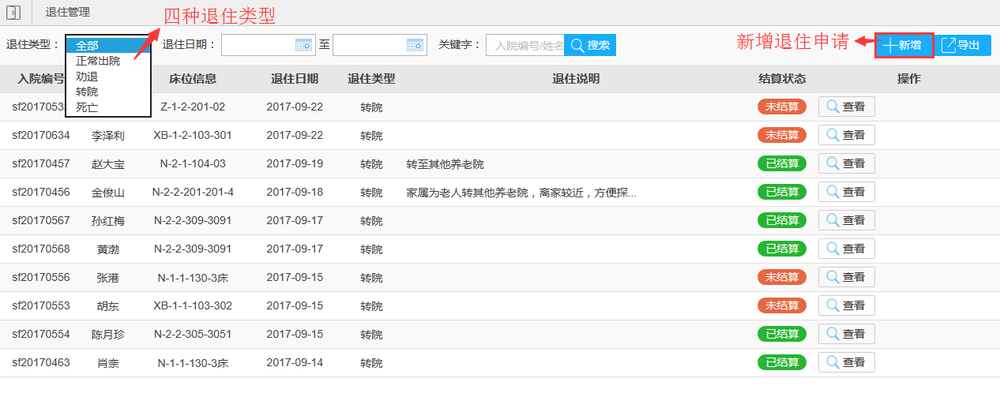 退住管理
四种退住类型
新增退住申请
退住类型： 全部 退住日期： 至 关键字： 入院编号/姓名 搜索 新增 导出
正常出院
劝退
转院
死亡
入院编号 床位信息 退住日期 退住类型 退住说明 结算状态 操作
sf2017053 Z-1-2-201-02 2017-09-22 转院 未结算 查看
sf20170634 李泽利 XB-1-2-103-301 2017-09-22 转院 未结算 查看
sf20170457 赵大宝 N-2-1-104-03 2017-09-19 转院 转至其他养老院 已结算 查看
sf20170456 金俊山 N-2-2-201-201-4 2017-09-18 转院 家属为老人转其他养老院，离家较近，方便探... 已结算 查看
sf20170567 孙红梅 N-2-2-309-3091 2017-09-17 转院 已结算 查看
sf20170568 黄渤 N-2-2-309-3091 2017-09-17 转院 已结算 查看
sf20170556 张港 N-1-1-130-3床 2017-09-15 转院 未结算 查看
sf20170553 胡东 XB-1-1-103-302 2017-09-15 转院 未结算 查看
sf20170554 陈月珍 N-2-2-305-3051 2017-09-15 转院 已结算 查看
sf20170463 肖奈 N-1-1-130-3床 2017-09-14 转院 已结算 查看